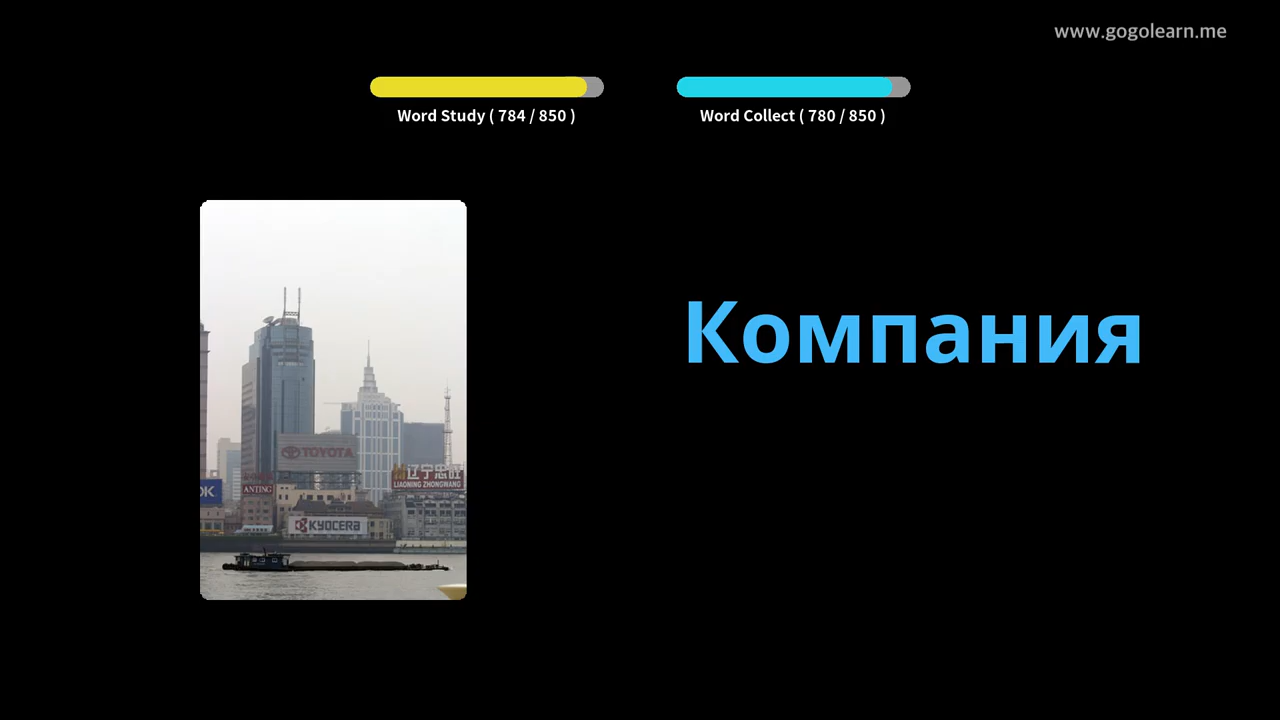 www.gogolearn.me
Word Study ( 784 / 850 )
Word Collect ( 780 / 850 )
Компания
TOYOTA
辽宁忠旺
LIAONING ZHONGWANG
ANTING
KYOCERA